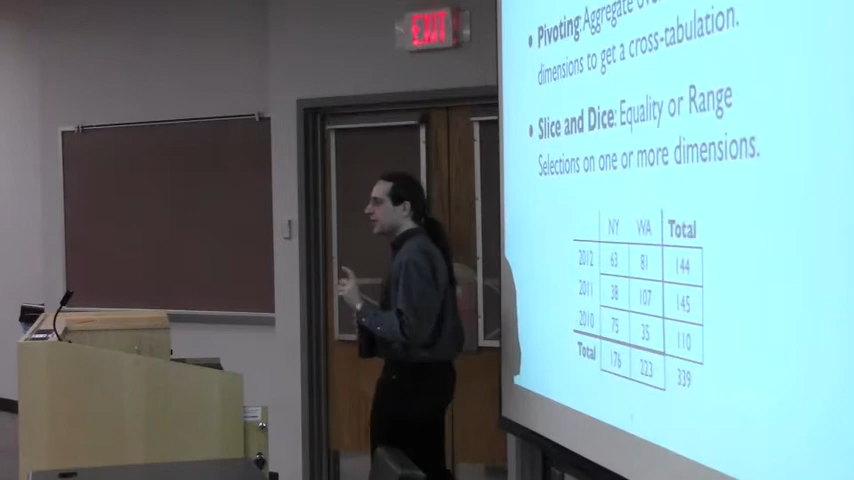 EXIT
• Pivoting: Aggregate
dimensions to get a cross-tabulation.
• Slice and Dice: Equality or Range
Selections on one or more dimensions.
NY WA Total
2012 63 81 144
2011 38 107 145
2010 75 35 110
Total 176 223 339